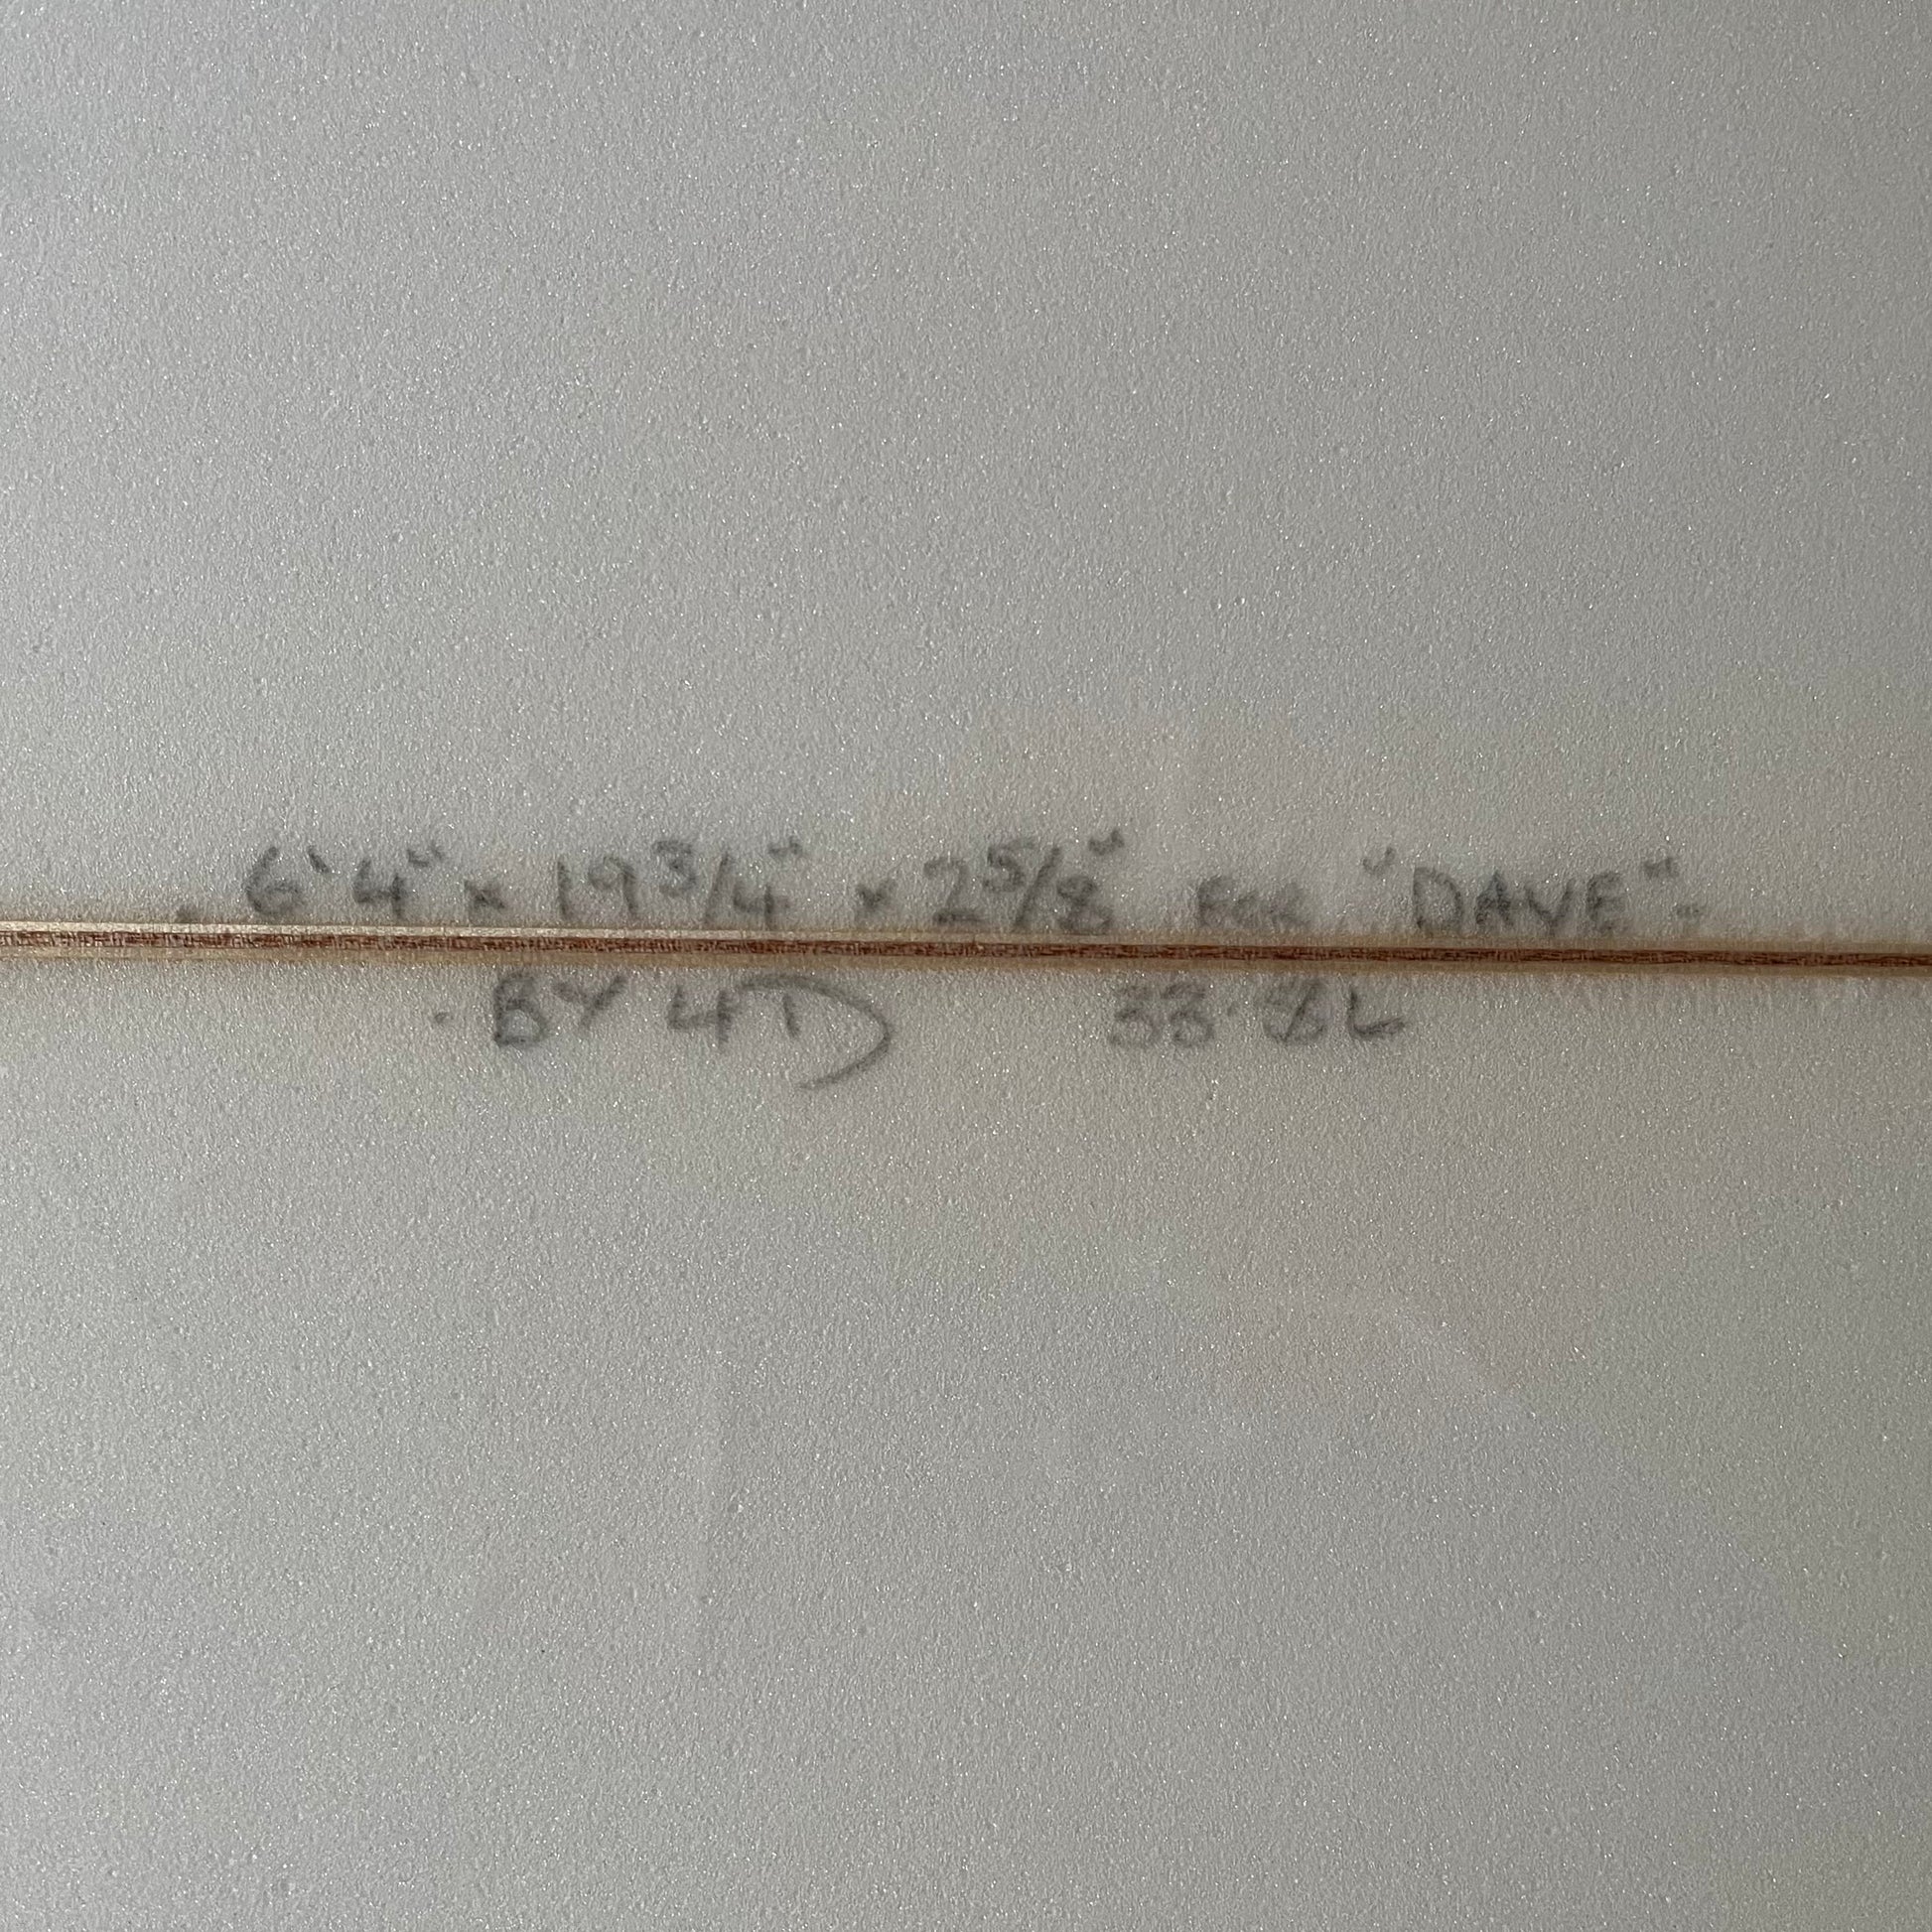 6'4" x 19 3/4" x 2 5/8" FOR "DAVE" -
· BY 4D 33.8L